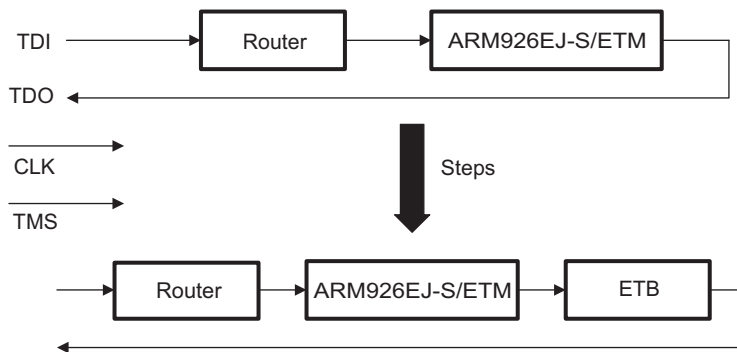 TDI
Router
ARM926EJ-S/ETM
TDO
CLK
Steps
TMS
Router
ARM926EJ-S/ETM
ETB